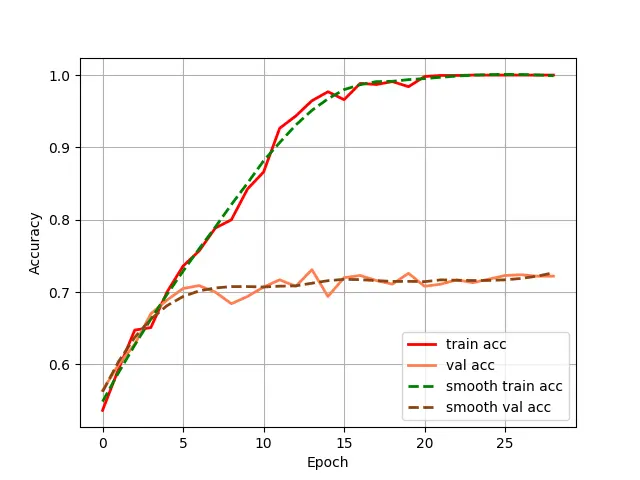 1.0
0.9
0.8
0.7
0.6
Accuracy
0
5
10
15
20
25
Epoch
train acc
val acc
smooth train acc
smooth val acc